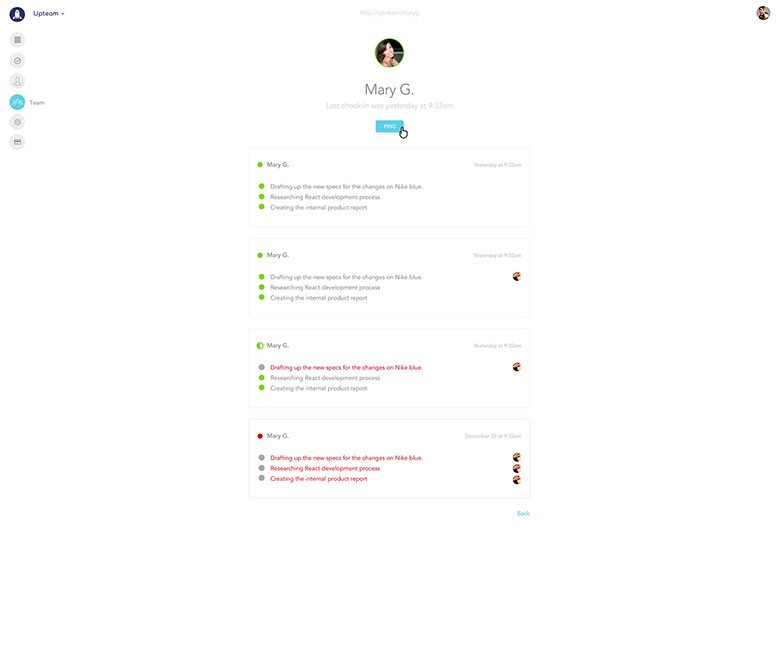 Upteam
http://up.team/maryg
Team
Mary G.
Last check-in was yesterday at 9:32am
PING
Mary G.
Yesterday at 9:32am
Drafting up the new specs for the changes on Nike blue.
Researching React development process
Creating the internal product report
Mary G.
Yesterday at 9:32am
Drafting up the new specs for the changes on Nike blue.
Researching React development process
Creating the internal product report
Mary G.
Yesterday at 9:32am
Drafting up the new specs for the changes on Nike blue.
Researching React development process
Creating the internal product report
Mary G.
December 25 at 9:32am
Drafting up the new specs for the changes on Nike blue.
Researching React development process
Creating the internal product report
Back